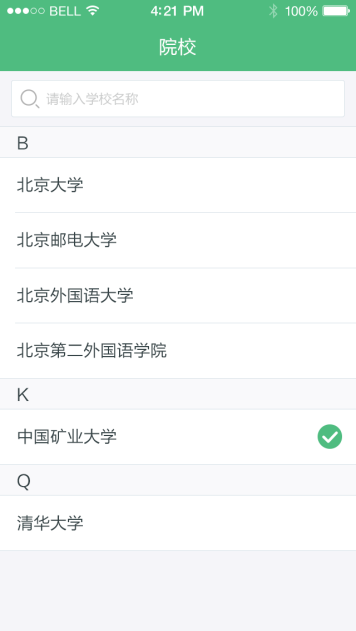 BELL 4:21 PM 100%
院校
请输入学校名称
B
北京大学
北京邮电大学
北京外国语大学
北京第二外国语学院
K
中国矿业大学
Q
清华大学